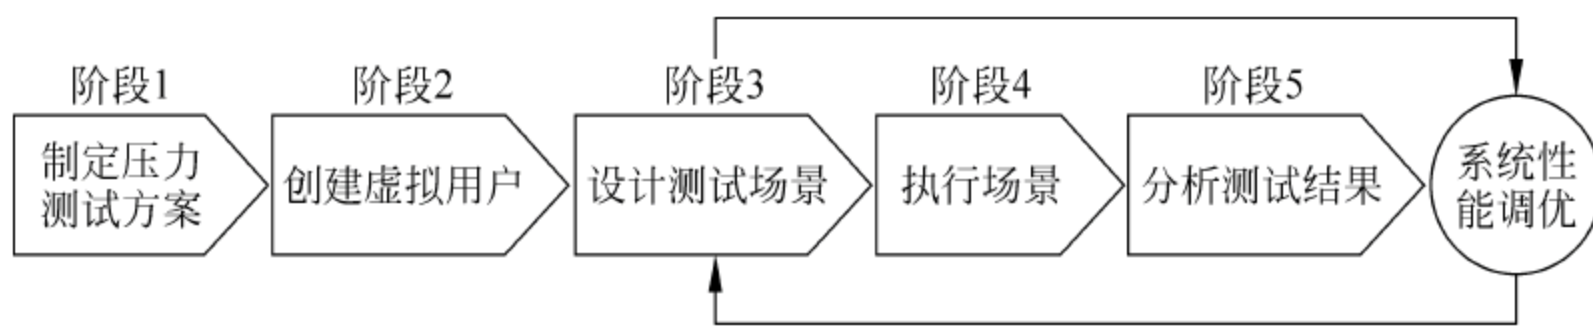 阶段1
阶段2
阶段3
阶段4
阶段5
制定压力
测试方案
创建虚拟用户
设计测试场景
执行场景
分析测试结果
系统性
能调优